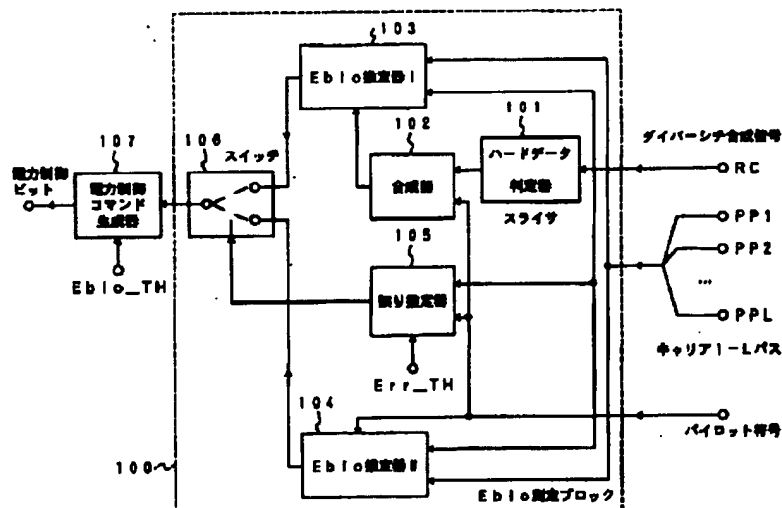 103
EbIo推定器I
107
106
スイッチ
102
101
合成器
ハードデータ
判定器
スライサ
ダイバーシチ合成信号
RC
電力制御
ビット
電力制御
コマンド
生成器
EbIo_TH
105
誤り推定器
Err_TH
PP1
PP2
...
PPL
キャリア1-Lパス
104
EbIo推定器II
パイロット符号
100
EbIo測定ブロック